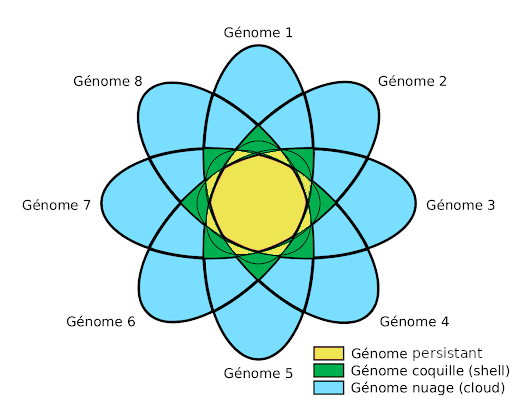 Génome 1
Génome 8
Génome 2
Génome 7
Génome 3
Génome 6
Génome 4
Génome 5
Génome persistant
Génome coquille (shell)
Génome nuage (cloud)